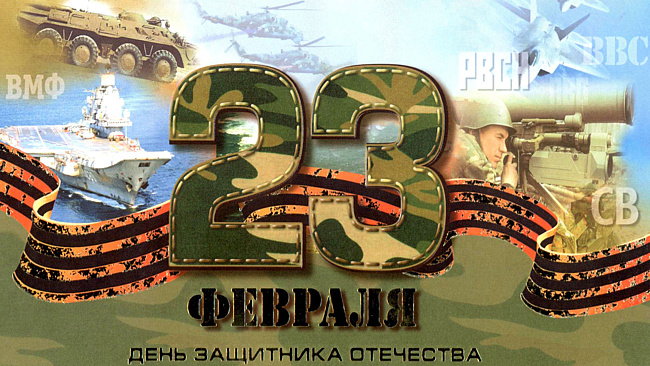 ВМФ
РВСН
ВВС
СВ
23
ФЕВРАЛЯ
ДЕНЬ ЗАЩИТНИКА ОТЕЧЕСТВА